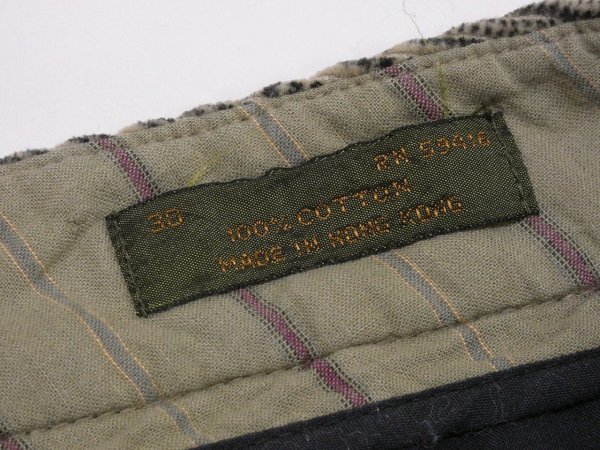 30 RN 59416
100% COTTON
MADE IN HONG KONG